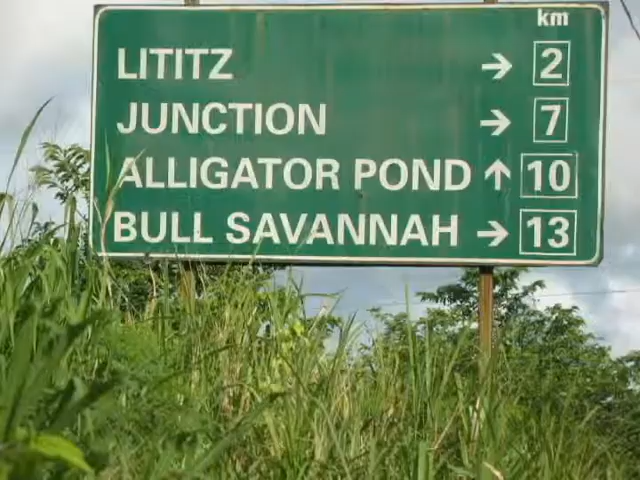 km
LITITZ → 2
JUNCTION → 7
ALLIGATOR POND ↑ 10
BULL SAVANNAH → 13